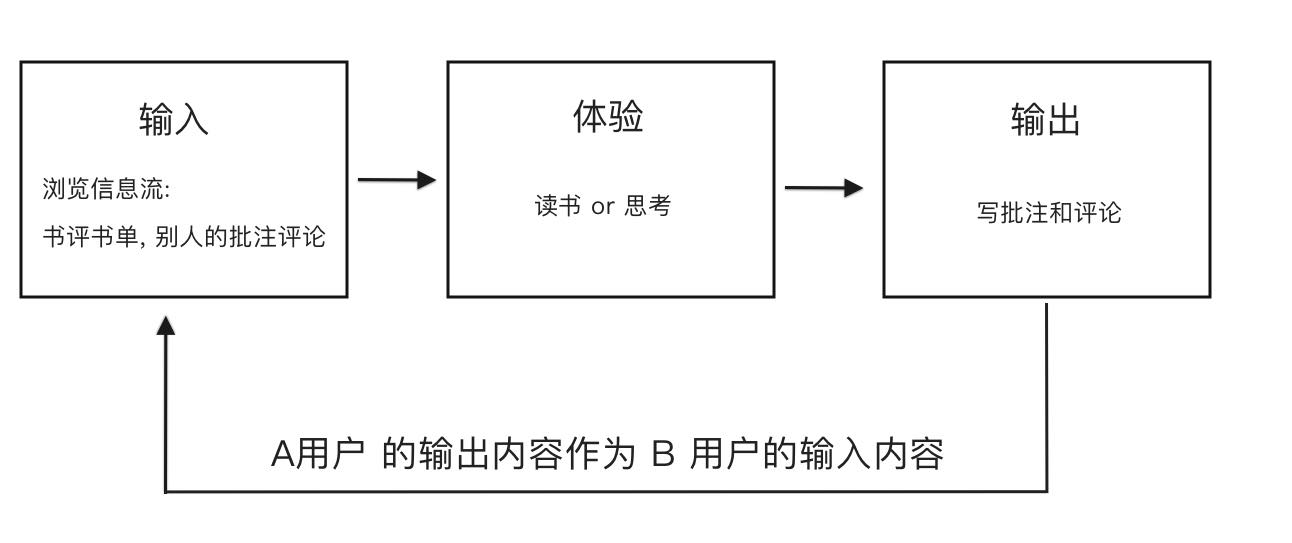 输入
浏览信息流:
书评书单, 别人的批注评论
体验
读书 or 思考
输出
写批注和评论
A用户 的输出内容作为 B 用户的输入内容